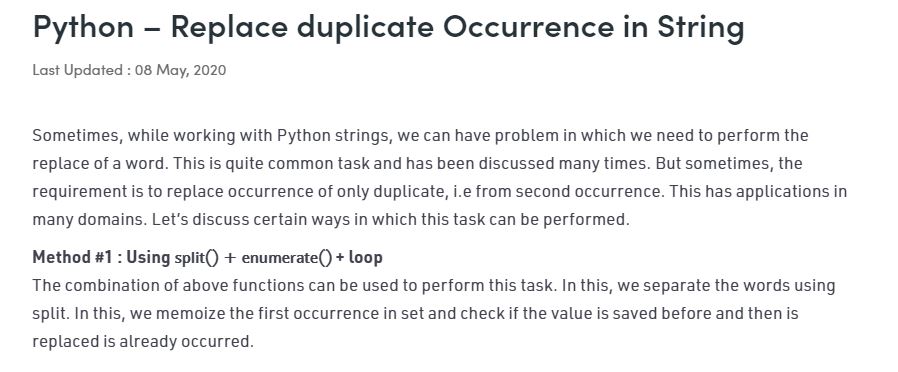 Python – Replace duplicate Occurrence in String
Last Updated : 08 May, 2020
Sometimes, while working with Python strings, we can have problem in which we need to perform the
replace of a word. This is quite common task and has been discussed many times. But sometimes, the
requirement is to replace occurrence of only duplicate, i.e from second occurrence. This has applications in
many domains. Let’s discuss certain ways in which this task can be performed.
Method #1 : Using split() + enumerate() + loop
The combination of above functions can be used to perform this task. In this, we separate the words using
split. In this, we memoize the first occurrence in set and check if the value is saved before and then is
replaced is already occurred.